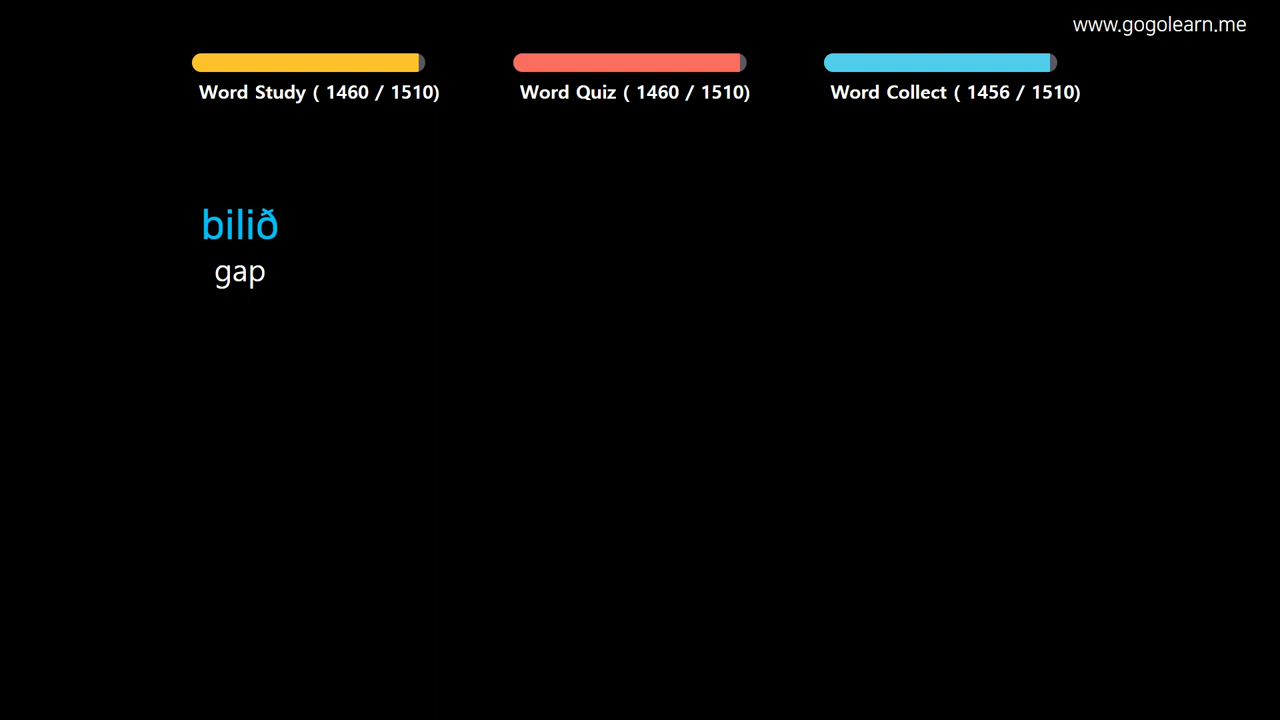 www.gogolearn.me
Word Study ( 1460 / 1510)
Word Quiz ( 1460 / 1510)
Word Collect ( 1456 / 1510)
bilið
gap